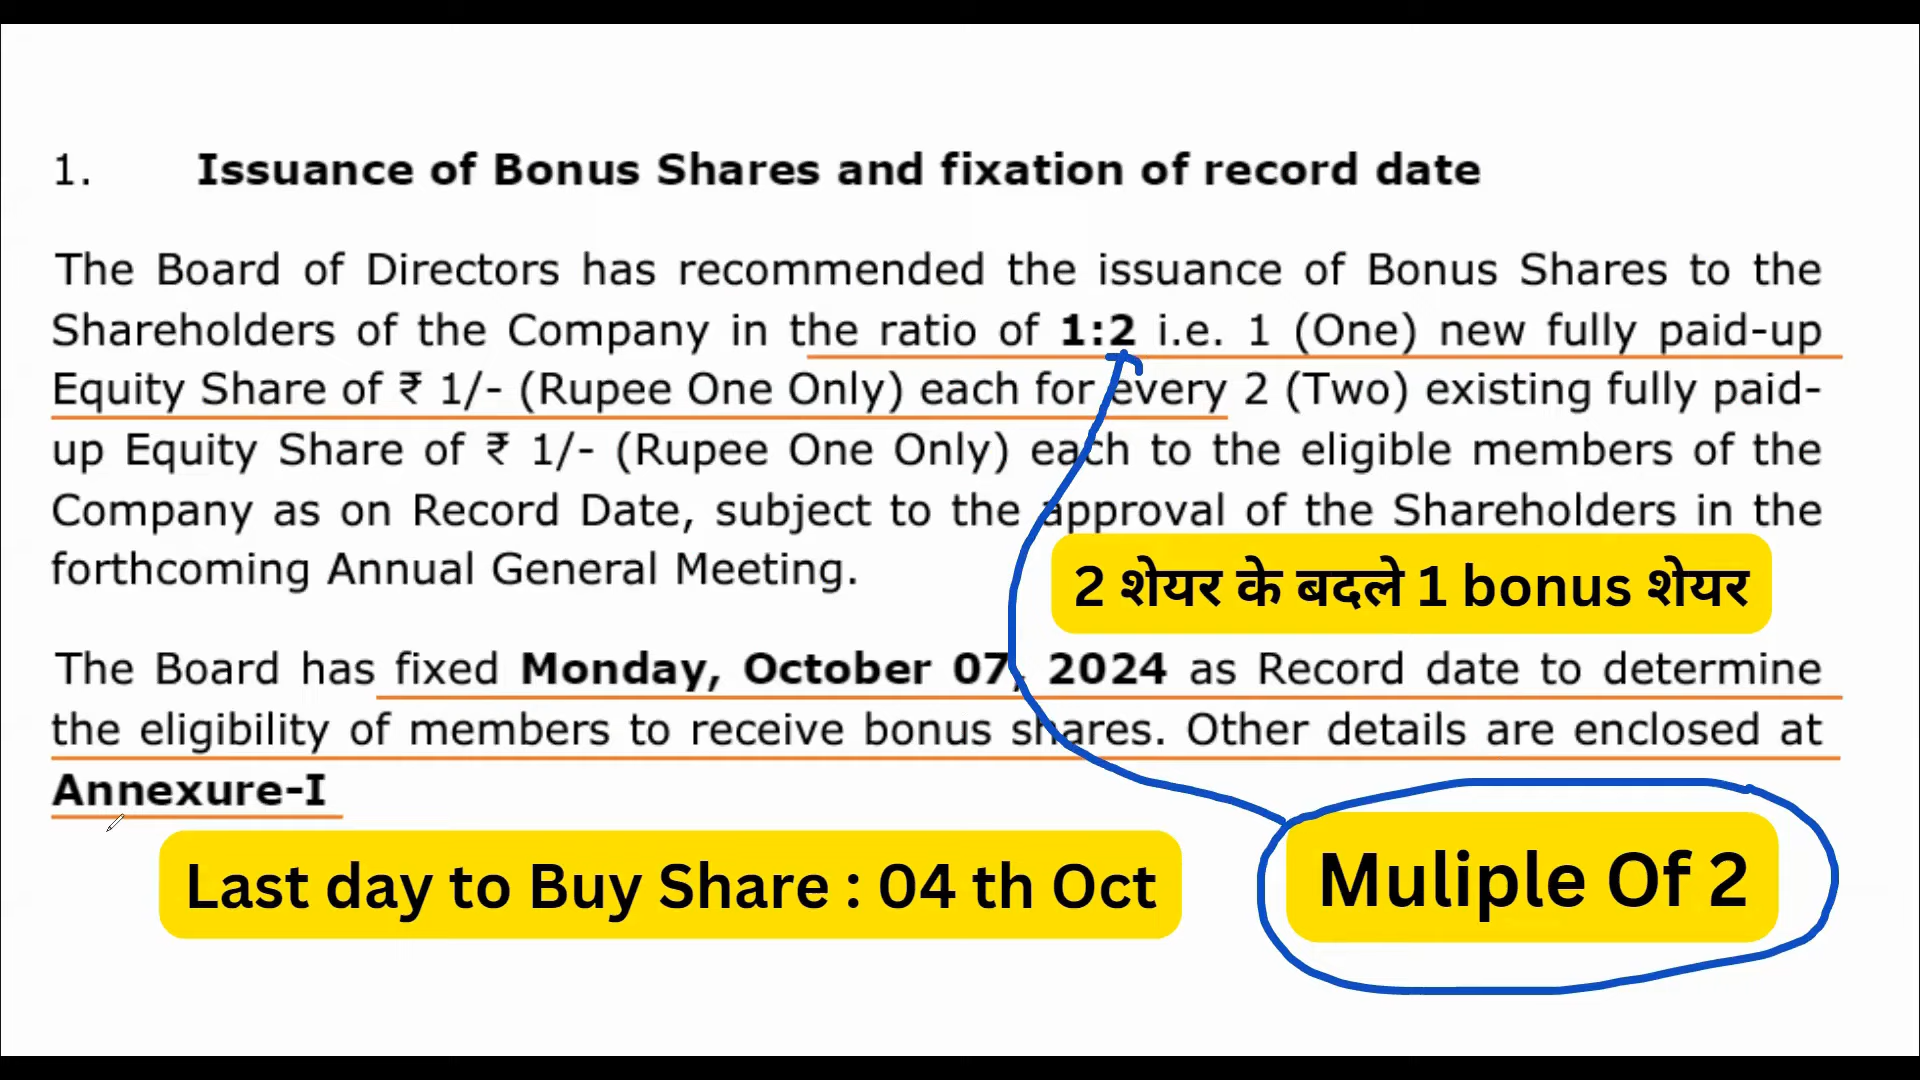 1. Issuance of Bonus Shares and fixation of record date
The Board of Directors has recommended the issuance of Bonus Shares to the
Shareholders of the Company in the ratio of 1:2 i.e. 1 (One) new fully paid-up
Equity Share of ₹ 1/- (Rupee One Only) each for every 2 (Two) existing fully paid-
up Equity Share of ₹ 1/- (Rupee One Only) each to the eligible members of the
Company as on Record Date, subject to the approval of the Shareholders in the
forthcoming Annual General Meeting.
2 शेयर के बदले 1 bonus शेयर
The Board has fixed Monday, October 07, 2024 as Record date to determine
the eligibility of members to receive bonus shares. Other details are enclosed at
Annexure-I
Last day to Buy Share : 04 th Oct
Muliple Of 2